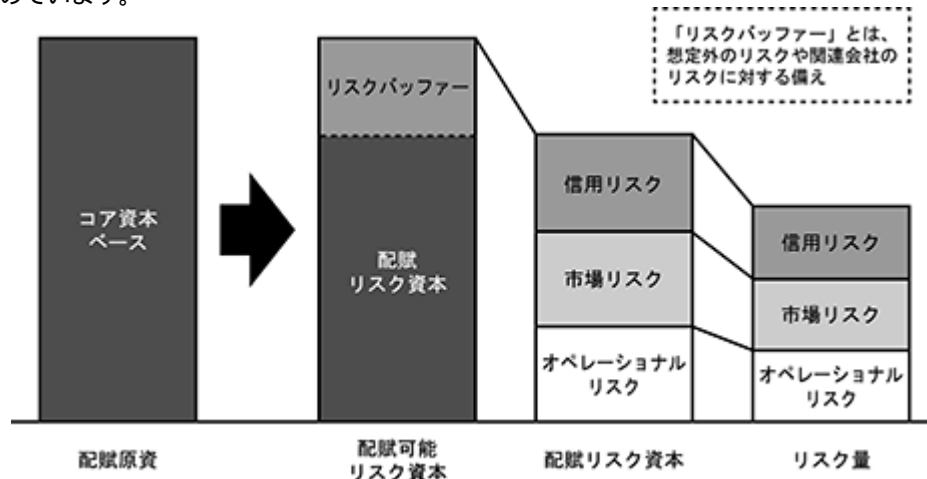 めています。
「リスクバッファー」とは、
想定外のリスクや関連会社の
リスクに対する備え
リスクバッファー
コア資本
ベース
配賦
リスク資本
信用リスク
市場リスク
オペレーショナル
リスク
信用リスク
市場リスク
オペレーショナル
リスク
配賦原資
配賦可能
リスク資本
配賦リスク資本
リスク量